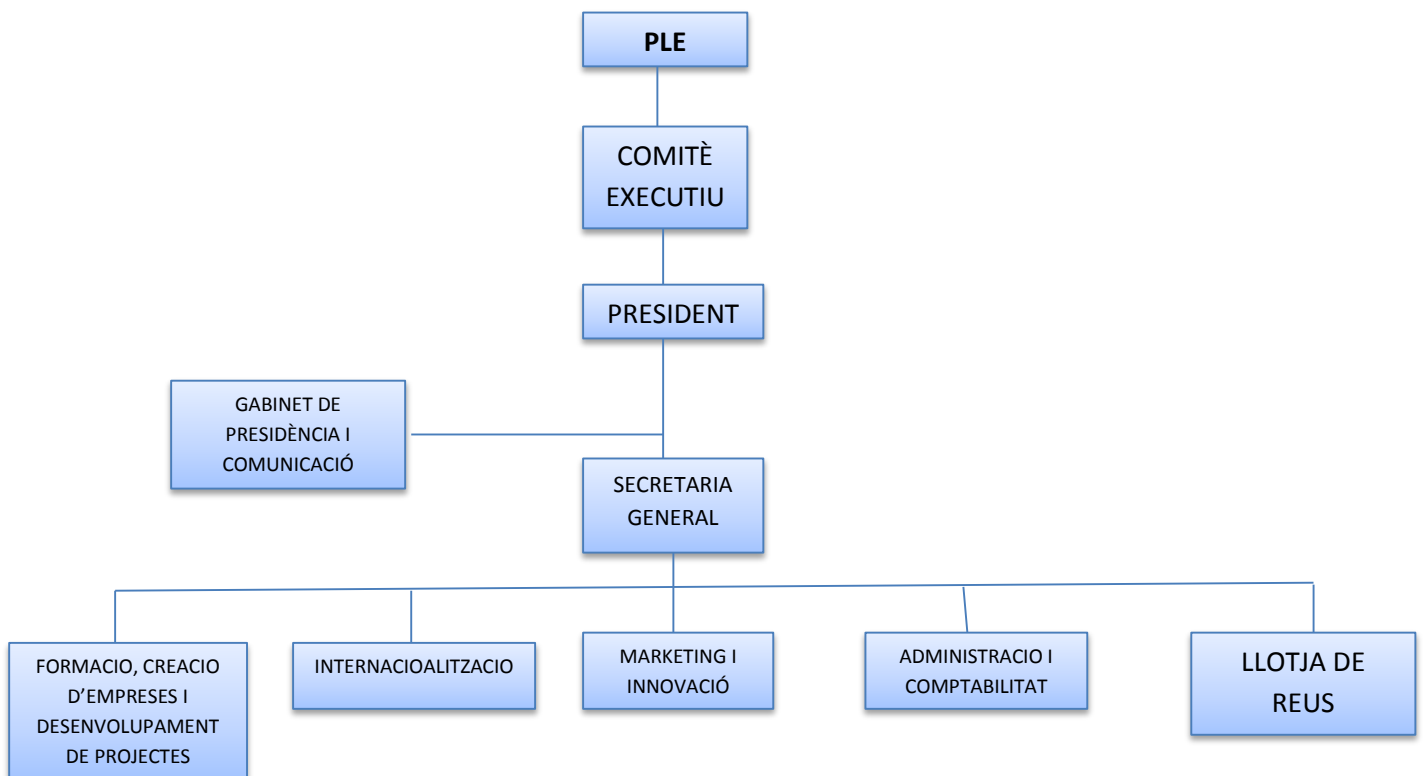 PLE
COMITÈ
EXECUTIU
PRESIDENT
GABINET DE
PRESIDÈNCIA I
COMUNICACIÓ
SECRETARIA
GENERAL
FORMACIO, CREACIO
D’EMPRESES I
DESENVOLUPAMENT
DE PROJECTES
INTERNACIOALITZACIO
MARKETING I
INNOVACIÓ
ADMINISTRACIO I
COMPTABILITAT
LLOTJA DE
REUS